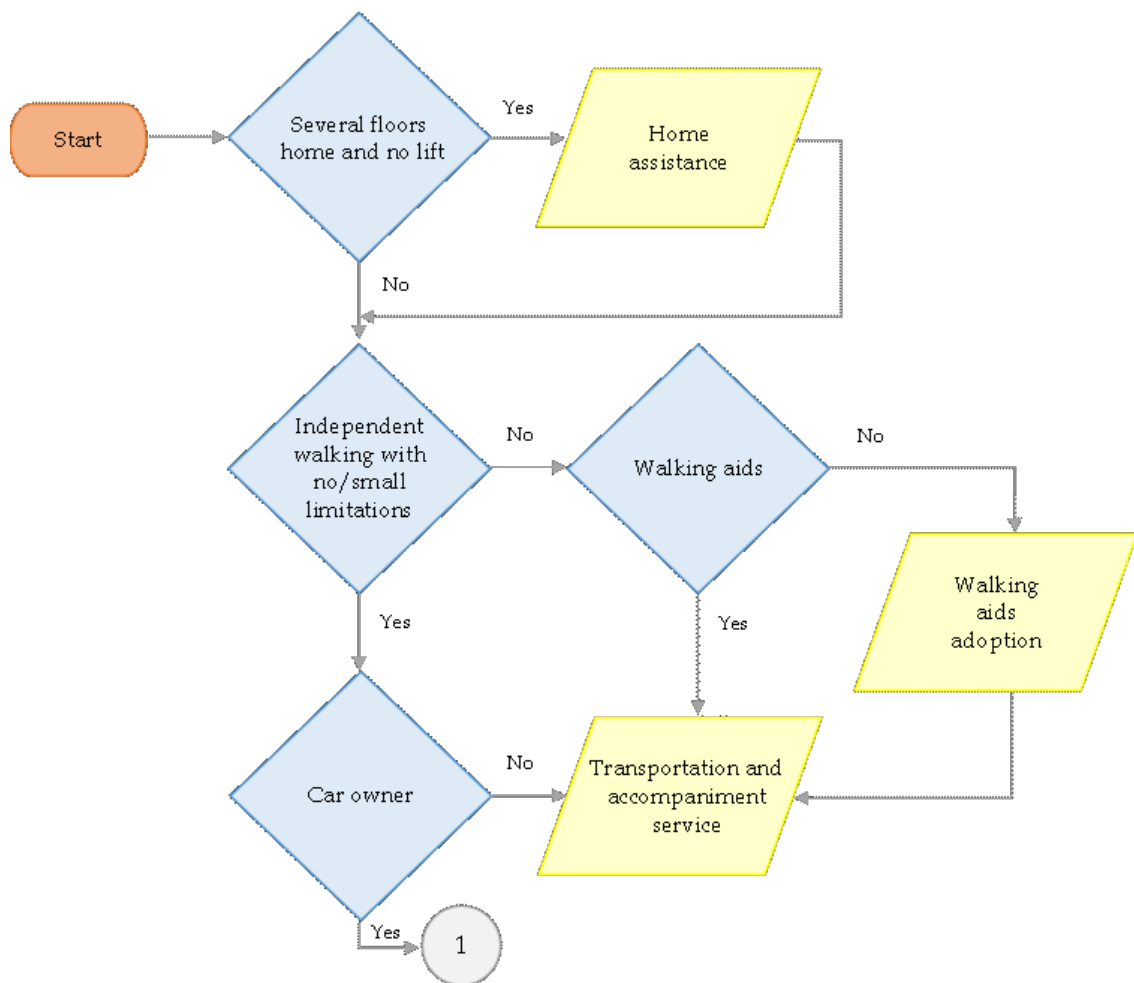 Start
Several floors
home and no lift
Yes
Home
assistance
No
Independent
walking with
no/small
limitations
No
Walking aids
No
Walking
aids
adoption
Yes
Yes
Car owner
No
Transportation and
accompaniment
service
Yes
1